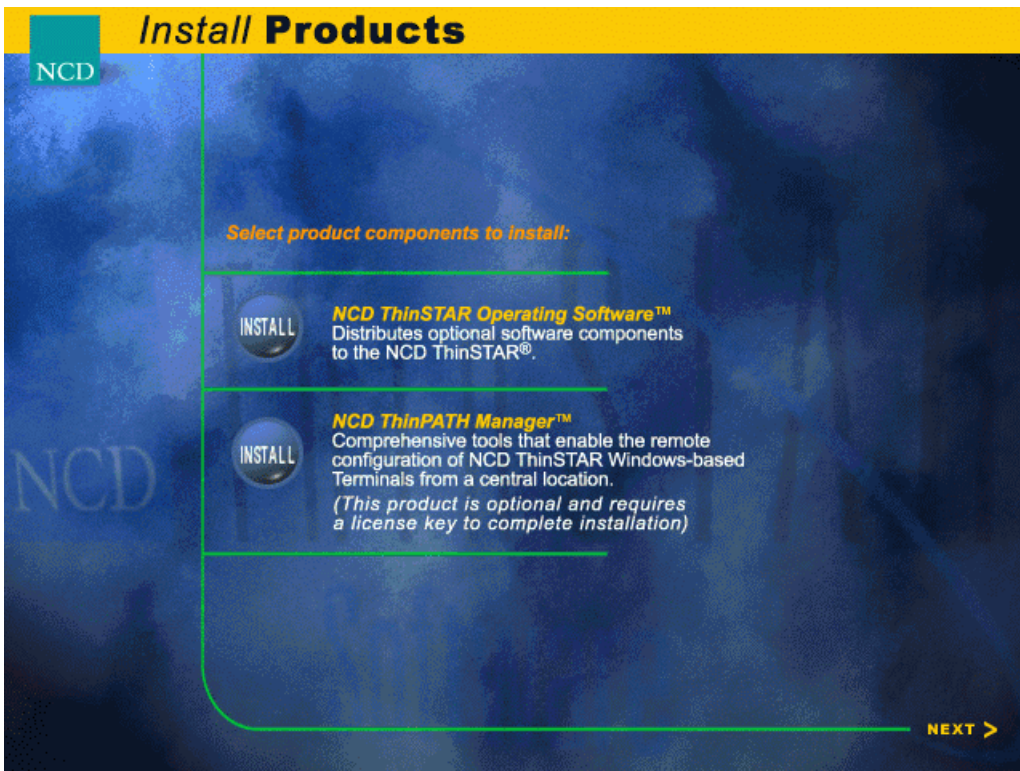 Install Products
NCD
Select product components to install:
INSTALL
NCD ThinSTAR Operating Software™
Distributes optional software components
to the NCD ThinSTAR®.
INSTALL
NCD ThinPATH Manager™
Comprehensive tools that enable the remote
configuration of NCD ThinSTAR Windows-based
Terminals from a central location.
(This product is optional and requires
a license key to complete installation)
NCD
Software
NEXT >